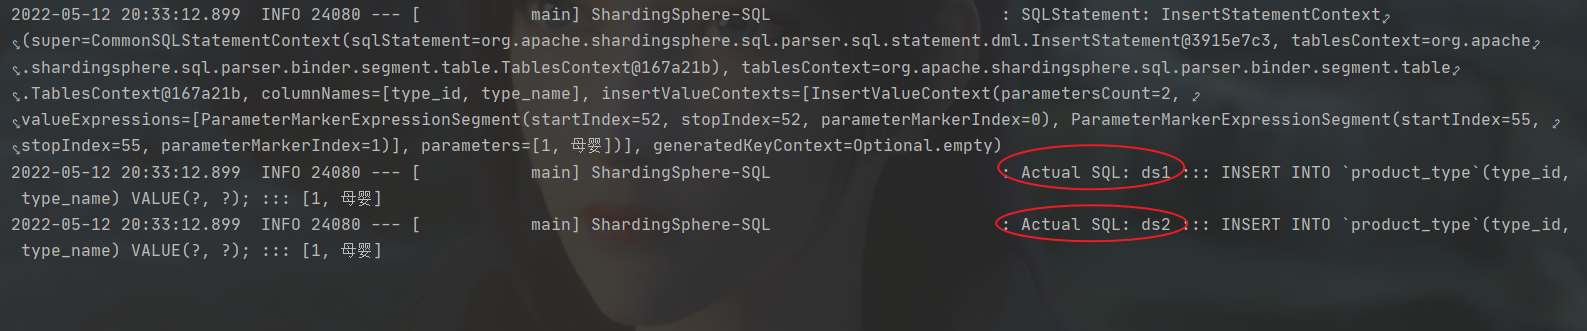 2022-05-12 20:33:12.899  INFO 24080 --- [           main] ShardingSphere-SQL                       : SQLStatement: InsertStatementContext
(super=CommonSQLStatementContext(sqlStatement=org.apache.shardingsphere.sql.parser.sql.statement.dml.InsertStatement@3915e7c3, tablesContext=org.apache
.shardingsphere.sql.parser.binder.segment.table.TablesContext@167a21b), tablesContext=org.apache.shardingsphere.sql.parser.binder.segment.table
.TablesContext@167a21b, columnNames=[type_id, type_name], insertValueContexts=[InsertValueContext(parametersCount=2,
valueExpressions=[ParameterMarkerExpressionSegment(startIndex=52, stopIndex=52, parameterMarkerIndex=0), ParameterMarkerExpressionSegment(startIndex=55,
stopIndex=55, parameterMarkerIndex=1)], parameters=[1, 母婴])], generatedKeyContext=Optional.empty)
2022-05-12 20:33:12.899  INFO 24080 --- [           main] ShardingSphere-SQL                       : Actual SQL: ds1 ::: INSERT INTO `product_type`(type_id,
type_name) VALUE(?, ?); ::: [1, 母婴]
2022-05-12 20:33:12.899  INFO 24080 --- [           main] ShardingSphere-SQL                       : Actual SQL: ds2 ::: INSERT INTO `product_type`(type_id,
type_name) VALUE(?, ?); ::: [1, 母婴]